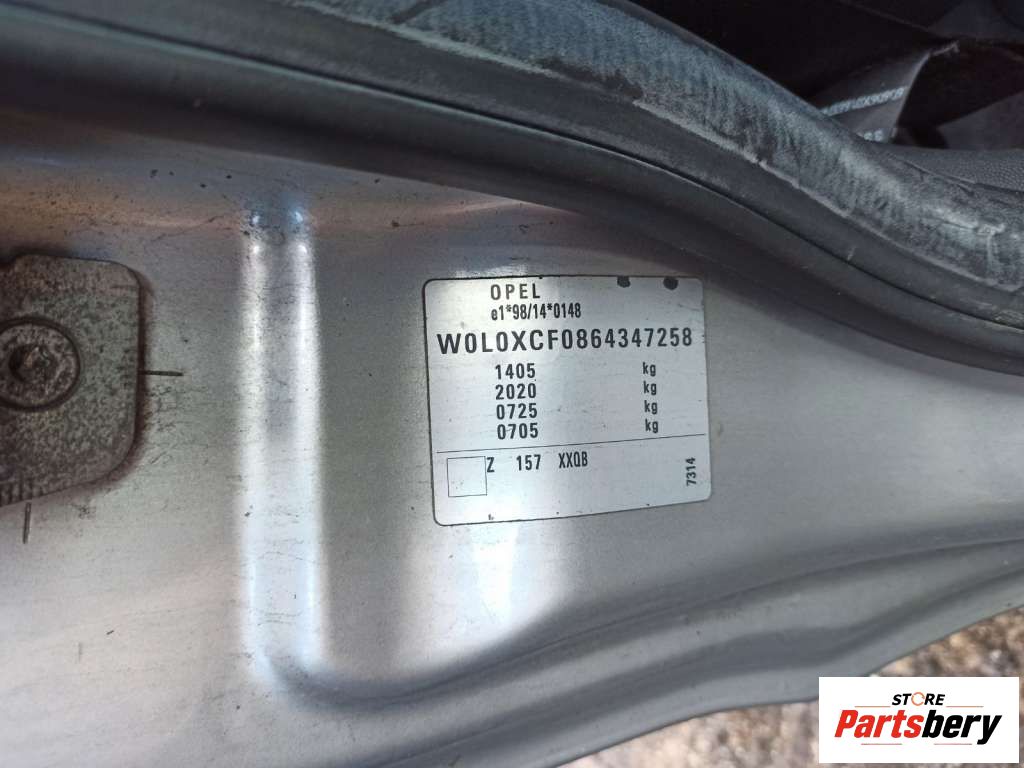 OPEL
e1*98/14*0148
W0L0XCF0864347258
1405 kg
2020 kg
0725 kg
0705 kg
Z 157 XXQB
7314
STORE
Partsbery